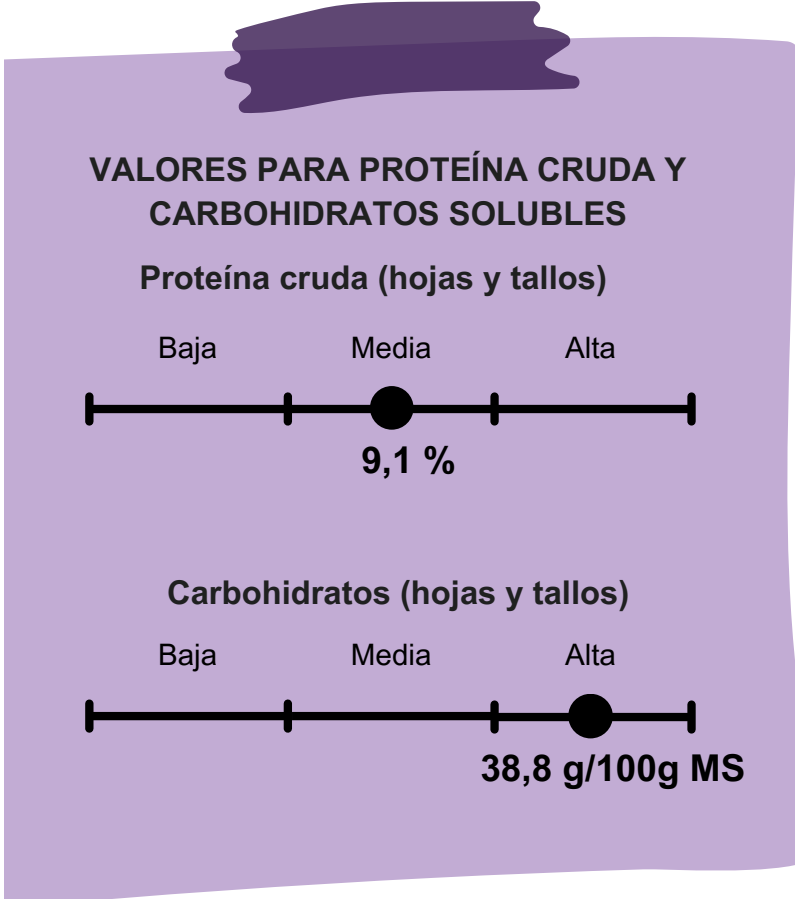 VALORES PARA PROTEÍNA CRUDA Y
CARBOHIDRATOS SOLUBLES
Proteína cruda (hojas y tallos)
Baja Media Alta
9,1 %
Carbohidratos (hojas y tallos)
Baja Media Alta
38,8 g/100g MS